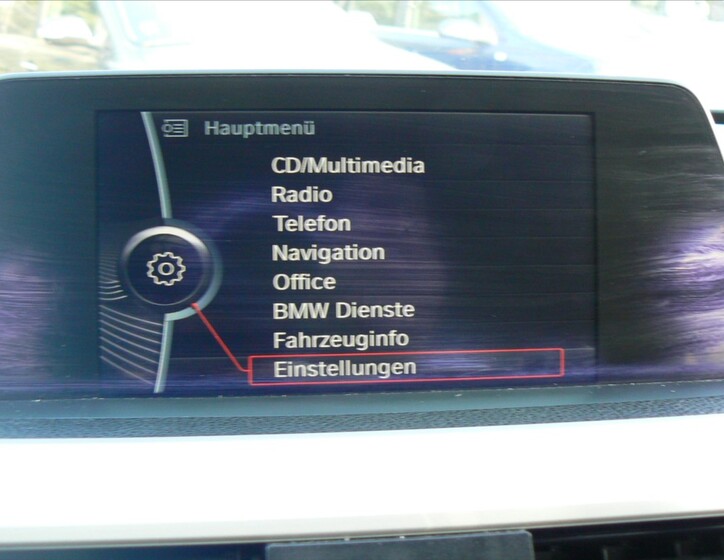 Hauptmenü
CD/Multimedia
Radio
Telefon
Navigation
Office
BMW Dienste
Fahrzeuginfo
Einstellungen